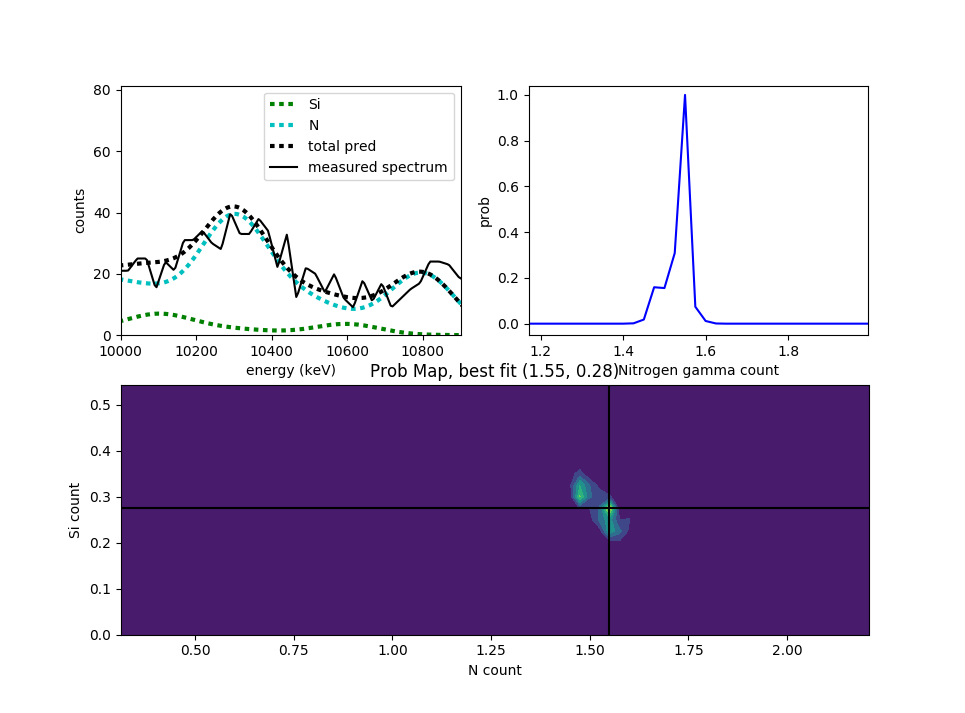 80
60
40
20
0
counts
Si
N
total pred
measured spectrum
10000 10200 10400 10600 10800
energy (keV)
1.0
0.8
0.6
0.4
0.2
0.0
prob
1.2 1.4 1.6 1.8
Nitrogen gamma count
Prob Map, best fit (1.55, 0.28)
0.5
0.4
0.3
0.2
0.1
0.0
Si count
0.50 0.75 1.00 1.25 1.50 1.75 2.00
N count